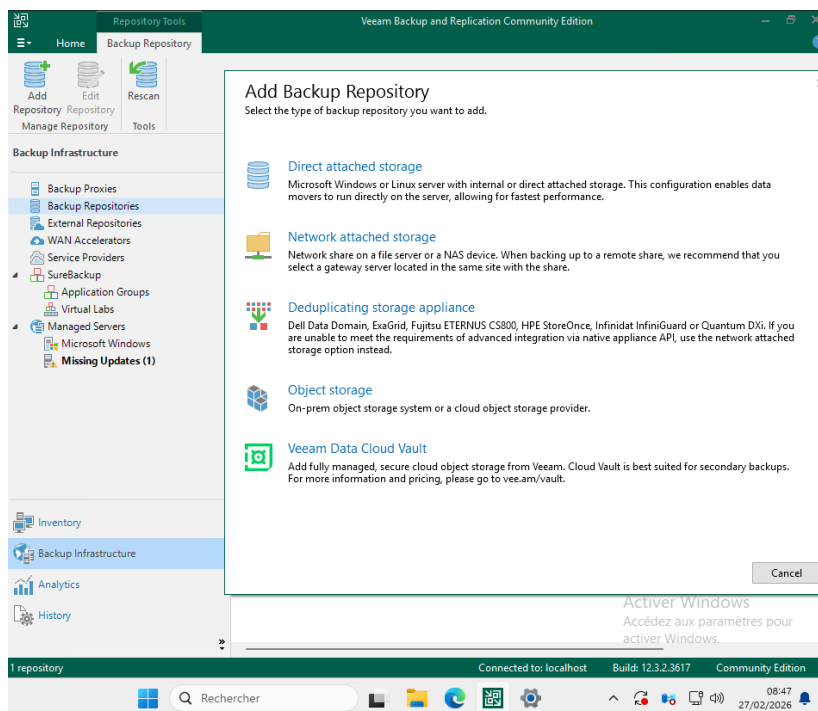 Repository Tools
Veeam Backup and Replication Community Edition
Home
Backup Repository
Add Repository
Edit Repository
Rescan
Manage Repository
Tools
Backup Infrastructure
Backup Proxies
Backup Repositories
External Repositories
WAN Accelerators
Service Providers
SureBackup
Application Groups
Virtual Labs
Managed Servers
Microsoft Windows
Missing Updates (1)
Inventory
Backup Infrastructure
Analytics
History
Add Backup Repository
Select the type of backup repository you want to add.
Direct attached storage
Microsoft Windows or Linux server with internal or direct attached storage. This configuration enables data
movers to run directly on the server, allowing for fastest performance.
Network attached storage
Network share on a file server or a NAS device. When backing up to a remote share, we recommend that you
select a gateway server located in the same site with the share.
Deduplicating storage appliance
Dell Data Domain, ExaGrid, Fujitsu ETERNUS CS800, HPE StoreOnce, Infinidat InfiniGuard or Quantum DXi. If you
are unable to meet the requirements of advanced integration via native appliance API, use the network attached
storage option instead.
Object storage
On-prem object storage system or a cloud object storage provider.
Veeam Data Cloud Vault
Add fully managed, secure cloud object storage from Veeam. Cloud Vault is best suited for secondary backups.
For more information and pricing, please go to vee.am/vault.
Cancel
Activer Windows
Accédez aux paramètres pour
activer Windows.
1 repository
Connected to: localhost
Build: 12.3.2.3617
Community Edition
Rechercher
08:47
27/02/2026